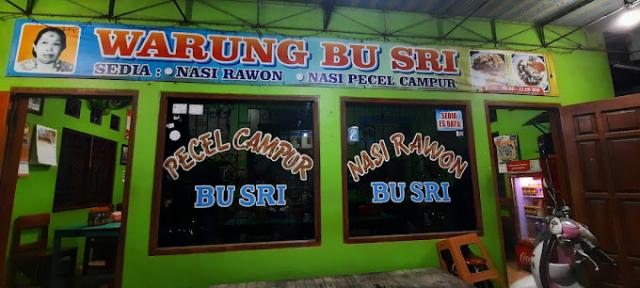 WARUNG BU SRI
SEDIA : • NASI RAWON • NASI PECEL CAMPUR
SEDIA
ES BATU
PECEL CAMPUR
BU SRI
NASI RAWON
BU SRI